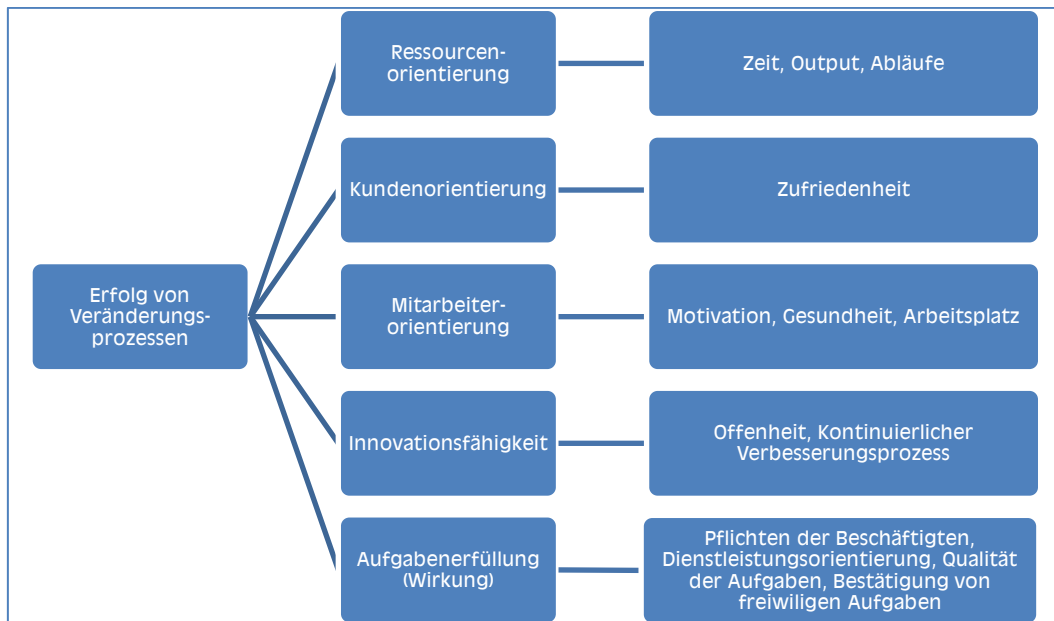 Ressourcen-
orientierung
Zeit, Output, Abläufe
Kundenorientierung
Zufriedenheit
Erfolg von
Veränderungs-
prozessen
Mitarbeiter-
orientierung
Motivation, Gesundheit, Arbeitsplatz
Innovationsfähigkeit
Offenheit, Kontinuierlicher
Verbesserungsprozess
Aufgabenerfüllung
(Wirkung)
Pflichten der Beschäftigten,
Dienstleistungsorientierung, Qualität
der Aufgaben, Bestätigung von
freiwiligen Aufgaben